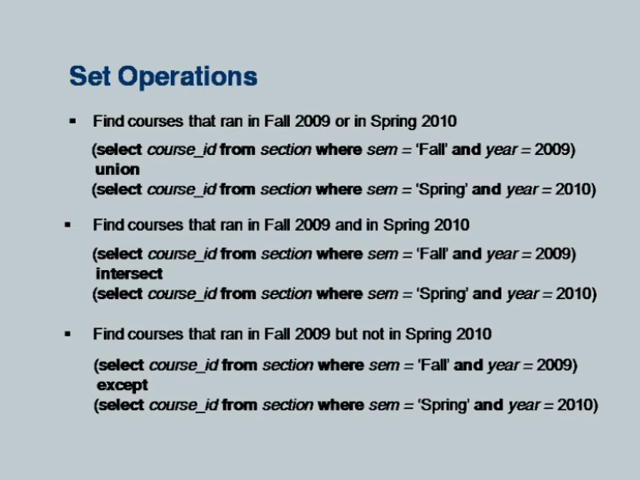 Set Operations
▪ Find courses that ran in Fall 2009 or in Spring 2010
(select course_id from section where sem = ‘Fall’ and year = 2009)
union
(select course_id from section where sem = ‘Spring’ and year = 2010)
▪ Find courses that ran in Fall 2009 and in Spring 2010
(select course_id from section where sem = ‘Fall’ and year = 2009)
intersect
(select course_id from section where sem = ‘Spring’ and year = 2010)
▪ Find courses that ran in Fall 2009 but not in Spring 2010
(select course_id from section where sem = ‘Fall’ and year = 2009)
except
(select course_id from section where sem = ‘Spring’ and year = 2010)